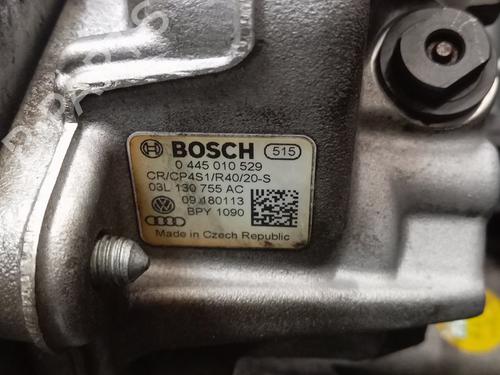 BOSCH 515
0 445 010 529
CR/CP4S1/R40/20-S
03L 130 755 AC
09 180113
BPY 1090
Made in Czech Republic